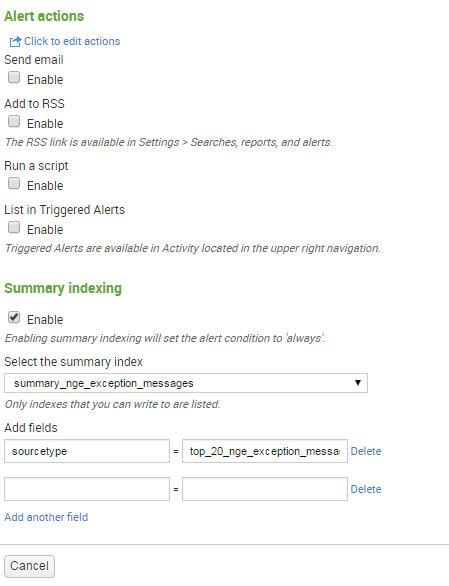 Alert actions
Click to edit actions
Send email
Enable
Add to RSS
Enable
The RSS link is available in Settings > Searches, reports, and alerts.
Run a script
Enable
List in Triggered Alerts
Enable
Triggered Alerts are available in Activity located in the upper right navigation.
Summary indexing
Enable
Enabling summary indexing will set the alert condition to 'always'.
Select the summary index
summary_nge_exception_messages
Only indexes that you can write to are listed.
Add fields
sourcetype = top_20_nge_exception_messa Delete
= Delete
Add another field
Cancel